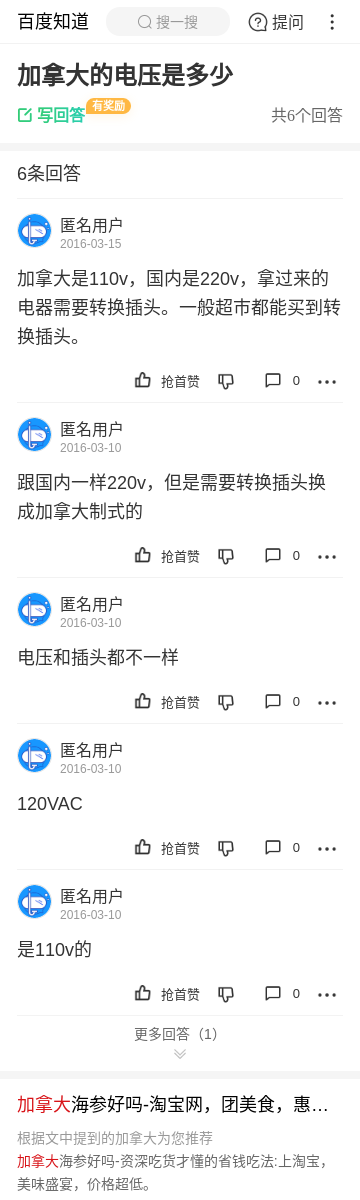 百度知道
搜一搜
提问
加拿大的电压是多少
写回答
有奖励
共6个回答
6条回答
匿名用户
2016-03-15
加拿大是110v，国内是220v，拿过来的
电器需要转换插头。一般超市都能买到转
换插头。
抢首赞
0
匿名用户
2016-03-10
跟国内一样220v，但是需要转换插头换
成加拿大制式的
抢首赞
0
匿名用户
2016-03-10
电压和插头都不一样
抢首赞
0
匿名用户
2016-03-10
120VAC
抢首赞
0
匿名用户
2016-03-10
是110v的
抢首赞
0
更多回答（1）
加拿大海参好吗-淘宝网，团美食，惠…
根据文中提到的加拿大为您推荐
加拿大海参好吗-资深吃货才懂的省钱吃法:上淘宝，
美味盛宴，价格超低。